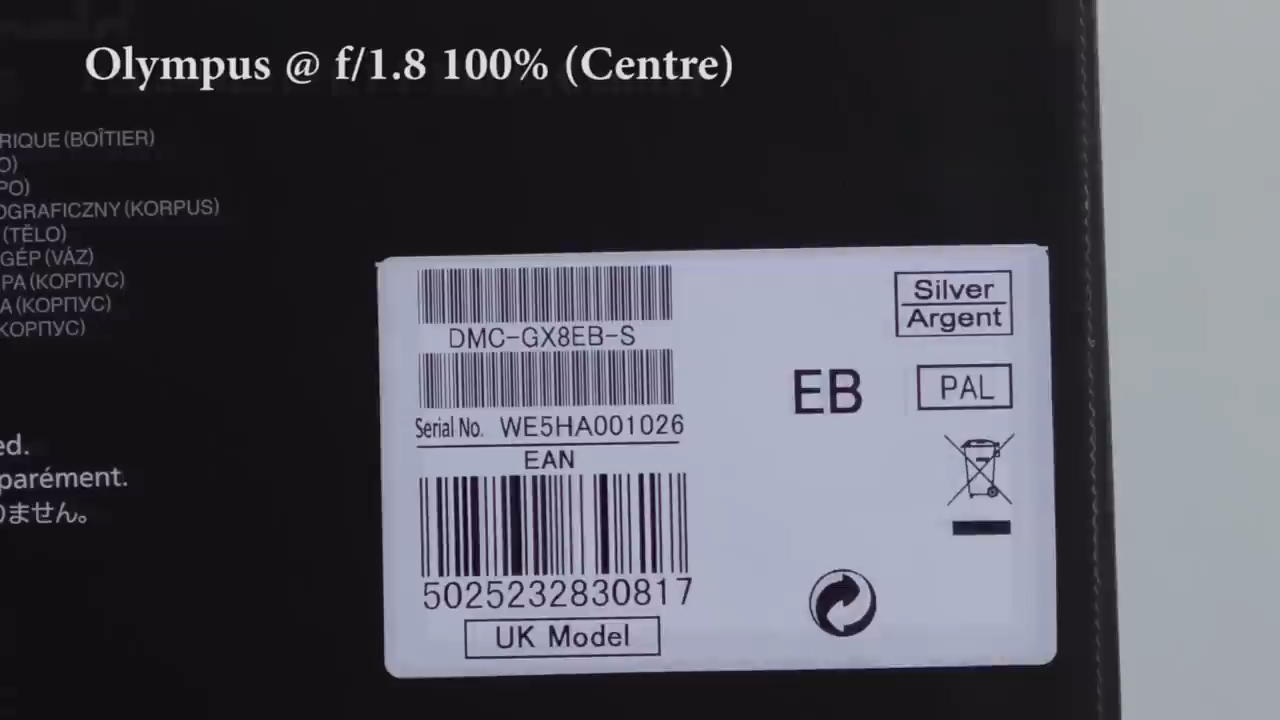 Olympus @ f/1.8 100% (Centre)
RIQUE (BOÎTIER)
O)
PO)
OGRAFICZNY (KORPUS)
(TĚLO)
GÉP (VÁZ)
PA (КОРПУС)
A (КОРПУС)
КОРПУС)
ed.
parément.
りません。
DMC-GX8EB-S
Serial No. WE5HA001026
EAN
5025232830817
UK Model
Silver
Argent
EB
PAL